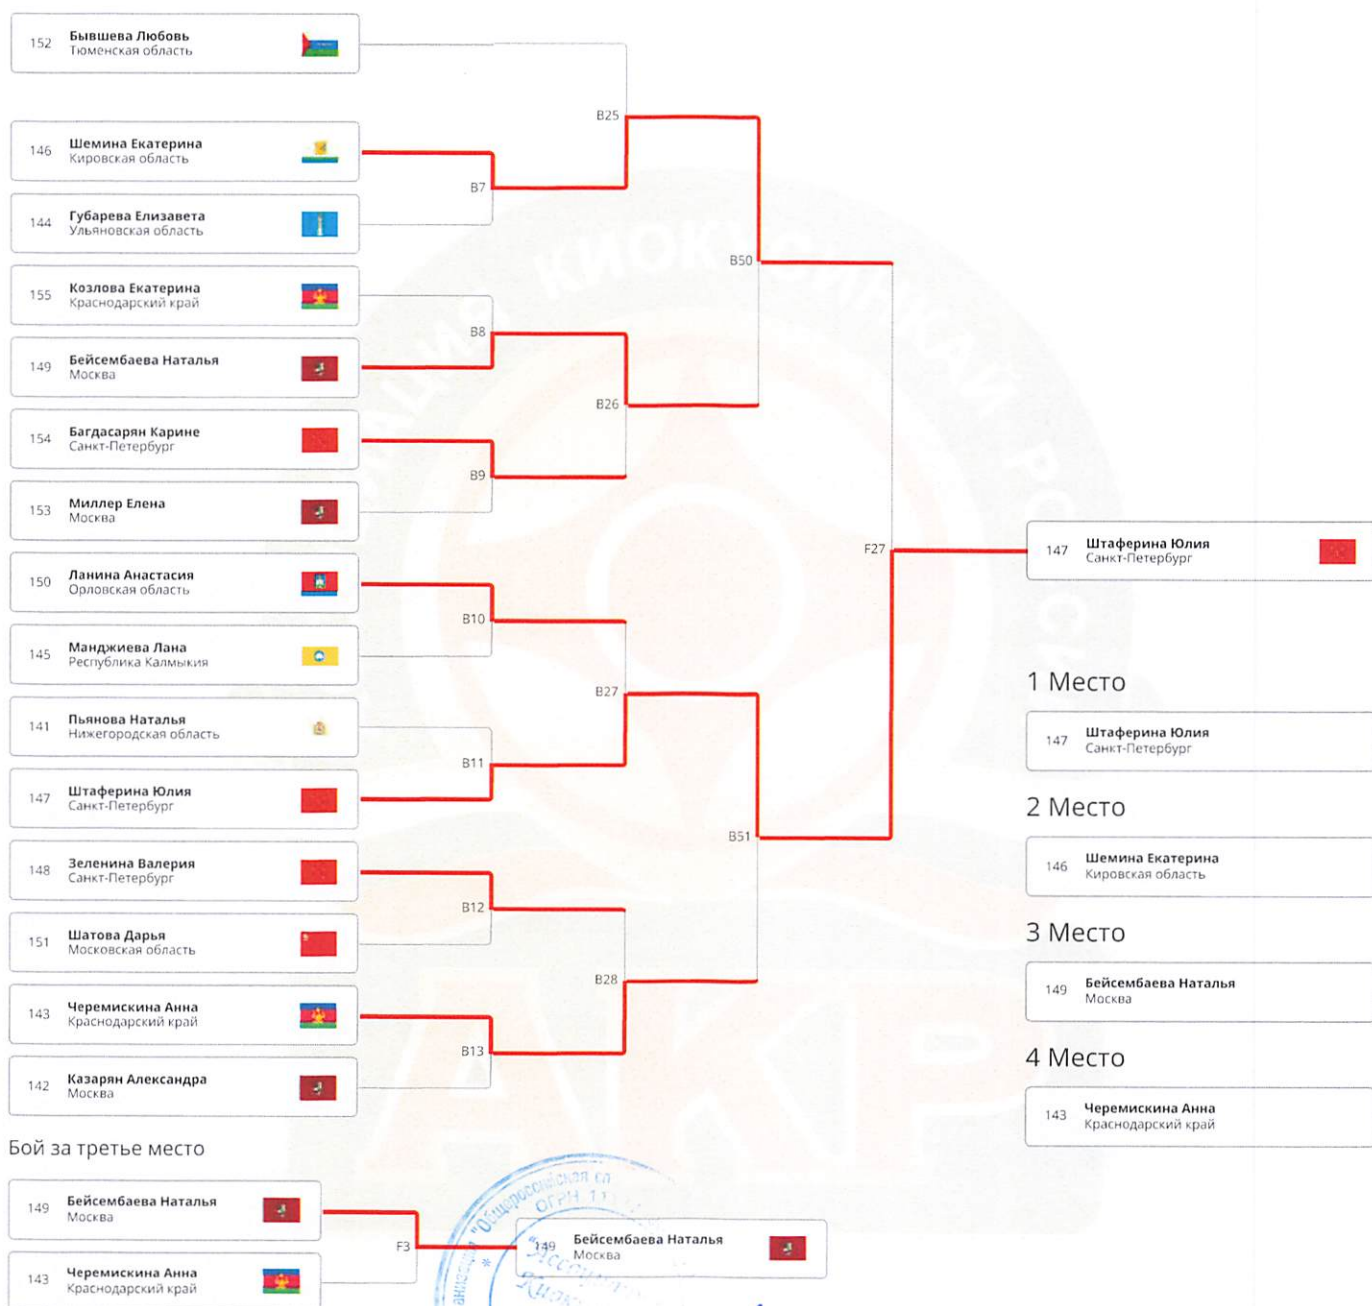 152 Бывшева Любовь
Тюменская область
146 Шемина Екатерина
Кировская область
144 Губарева Елизавета
Ульяновская область
155 Козлова Екатерина
Краснодарский край
149 Бейсембаева Наталья
Москва
154 Багдасарян Карине
Санкт-Петербург
153 Миллер Елена
Москва
150 Ланина Анастасия
Орловская область
145 Манджиева Лана
Республика Калмыкия
141 Пьянова Наталья
Нижегородская область
147 Штаферина Юлия
Санкт-Петербург
148 Зеленина Валерия
Санкт-Петербург
151 Шатова Дарья
Московская область
143 Черемискина Анна
Краснодарский край
142 Казарян Александра
Москва
B7
B8
B9
B10
B11
B12
B13
B25
B26
B27
B28
B50
B51
F27
147 Штаферина Юлия
Санкт-Петербург
1 Место
147 Штаферина Юлия
Санкт-Петербург
2 Место
146 Шемина Екатерина
Кировская область
3 Место
149 Бейсембаева Наталья
Москва
4 Место
143 Черемискина Анна
Краснодарский край
Бой за третье место
149 Бейсембаева Наталья
Москва
143 Черемискина Анна
Краснодарский край
F3
149 Бейсембаева Наталья
Москва
КИОКУСИНКАЙ
АКР
ОГРН 11